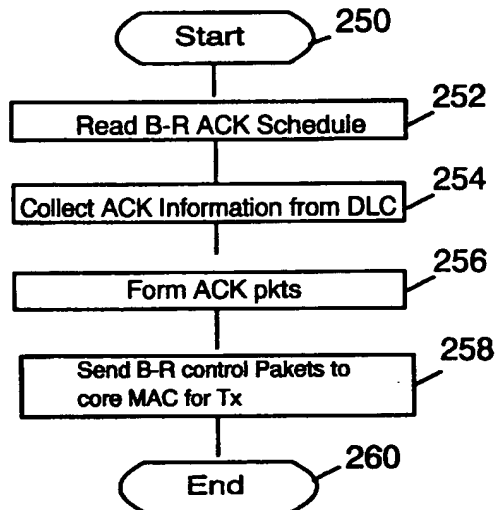 Start
250
252
Read B-R ACK Schedule
254
Collect ACK Information from DLC
256
Form ACK pkts
258
Send B-R control Pakets to
core MAC for Tx
260
End